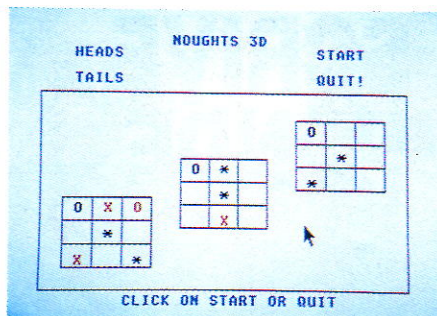 NOUGHTS 3D
HEADS
START
TAILS
QUIT!
O
*
O *
*
*
O X O
*
X
X *
CLICK ON START OR QUIT